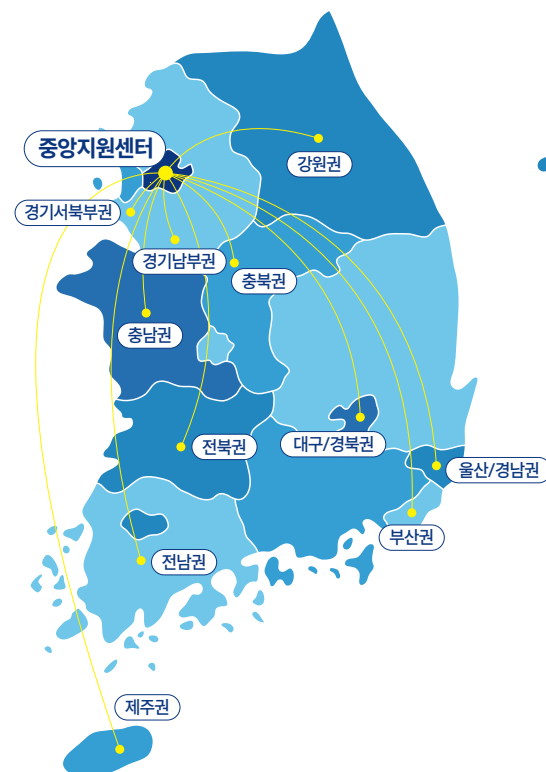 중앙지원센터
강원권
경기서북부권
경기남부권
충북권
충남권
전북권
대구/경북권
울산/경남권
부산권
전남권
제주권